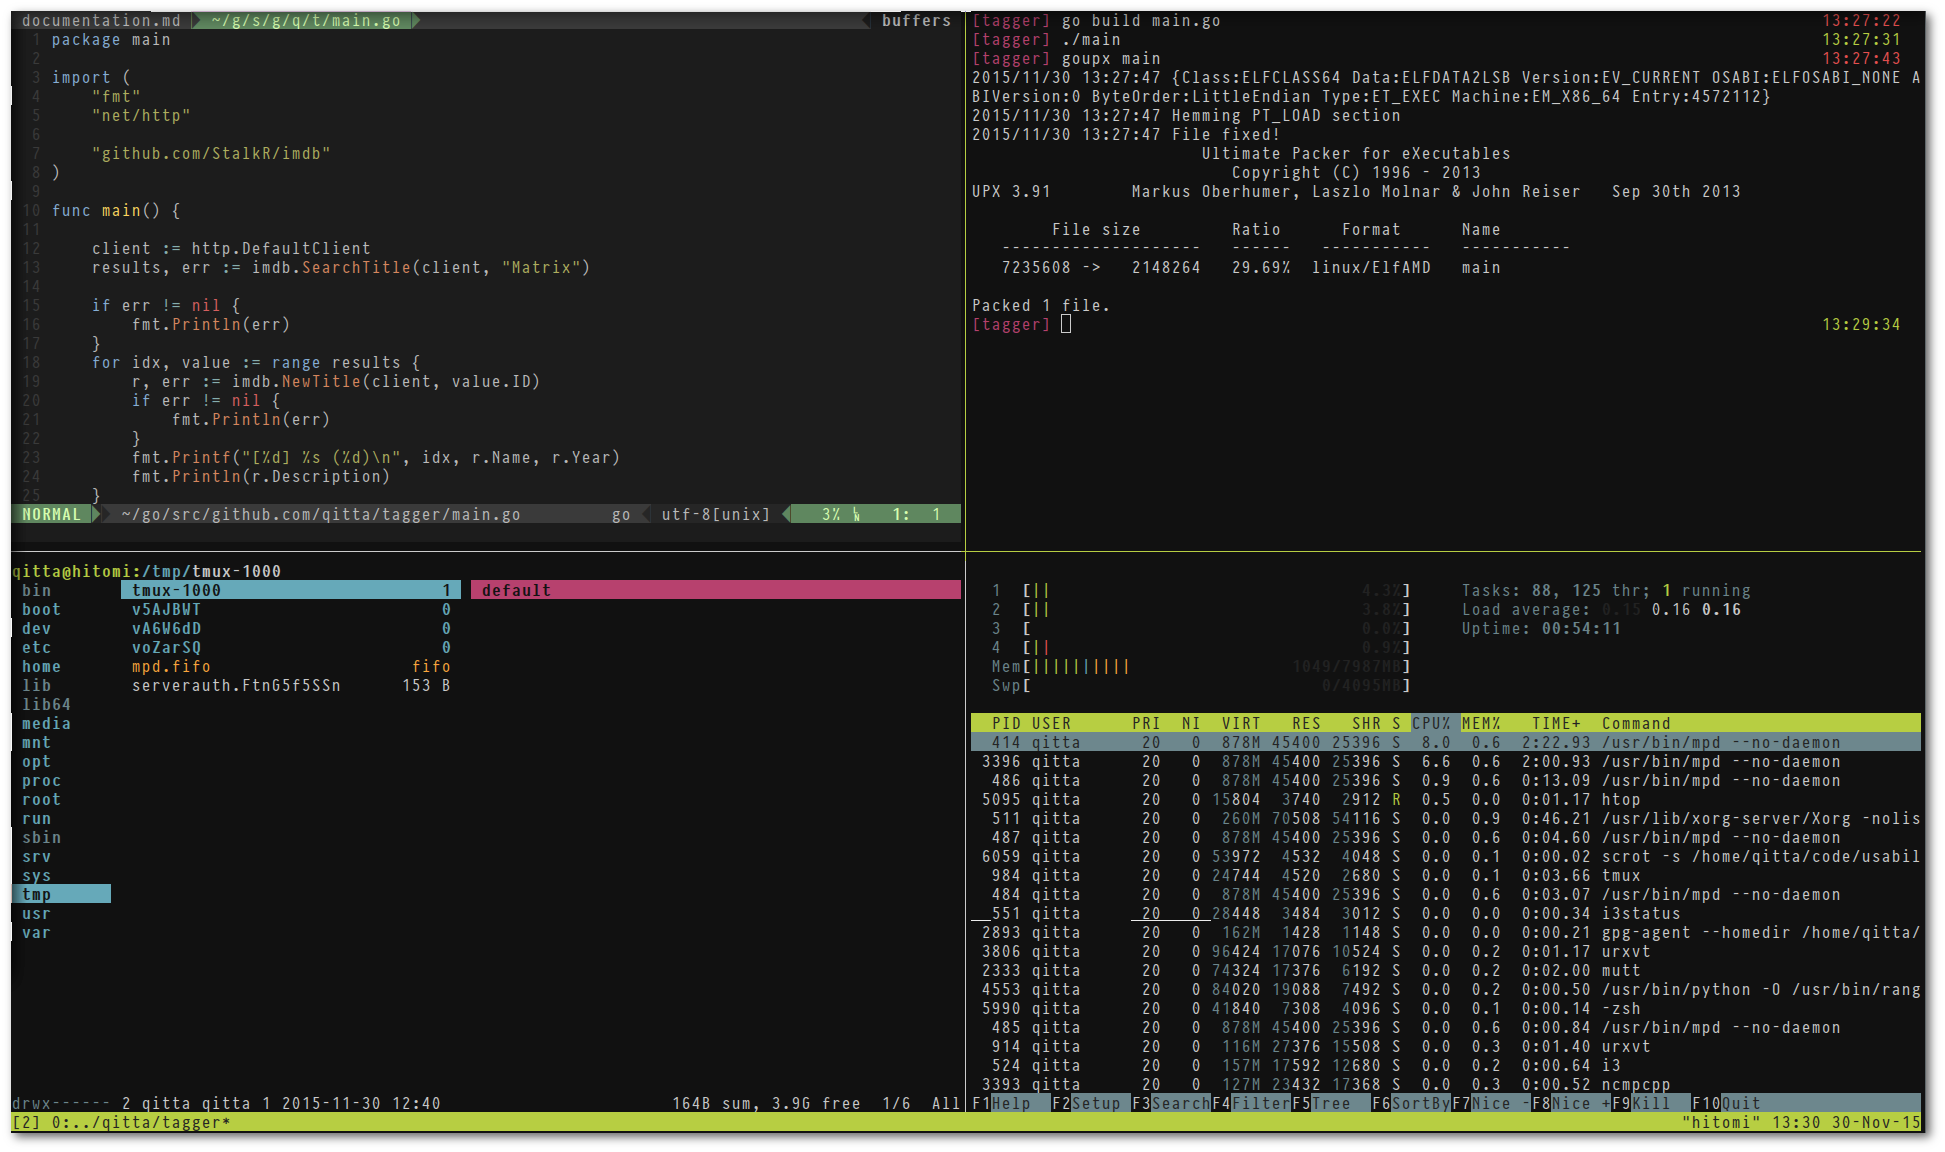 documentation.md ~/g/s/g/q/t/main.go buffers
1 package main
2
3 import (
4 "fmt"
5 "net/http"
6
7 "github.com/StalkR/imdb"
8 )
9
10 func main() {
11
12 client := http.DefaultClient
13 results, err := imdb.SearchTitle(client, "Matrix")
14
15 if err != nil {
16 fmt.Println(err)
17 }
18 for idx, value := range results {
19 r, err := imdb.NewTitle(client, value.ID)
20 if err != nil {
21 fmt.Println(err)
22 }
23 fmt.Printf("[%d] %s (%d)\n", idx, r.Name, r.Year)
24 fmt.Println(r.Description)
25 }
NORMAL ~/go/src/github.com/qitta/tagger/main.go go utf-8[unix] 3% 1: 1
[tagger] go build main.go 13:27:22
[tagger] ./main 13:27:31
[tagger] goupx main 13:27:43
2015/11/30 13:27:47 {Class:ELFCLASS64 Data:ELFDATA2LSB Version:EV_CURRENT OSABI:ELFOSABI_NONE A
BIVersion:0 ByteOrder:LittleEndian Type:ET_EXEC Machine:EM_X86_64 Entry:4572112}
2015/11/30 13:27:47 Hemming PT_LOAD section
2015/11/30 13:27:47 File fixed!
Ultimate Packer for eXecutables
Copyright (C) 1996 - 2013
UPX 3.91 Markus Oberhumer, Laszlo Molnar & John Reiser Sep 30th 2013
File size Ratio Format Name
-------------------- ------ ----------- -----------
7235608 -> 2148264 29.69% linux/ElfAMD main
Packed 1 file.
[tagger] 13:29:34
qitta@hitomi:/tmp/tmux-1000
bin tmux-1000 1 default
boot v5AJBWT 0
dev vA6W6dD 0
etc voZarSQ 0
home mpd.fifo fifo
lib serverauth.FtnG5f5SSn 153 B
lib64
media
mnt
opt
proc
root
run
sbin
srv
sys
tmp
usr
var
drwx------ 2 qitta qitta 1 2015-11-30 12:40 164B sum, 3.9G free 1/6 All
1 [|| 4.3%] Tasks: 88, 125 thr; 1 running
2 [|| 3.8%] Load average: 0.15 0.16 0.16
3 [ 0.0%] Uptime: 00:54:11
4 [|| 0.9%]
Mem[|||||||||| 1049/7987MB]
Swp[ 0/4095MB]
PID USER PRI NI VIRT RES SHR S CPU% MEM% TIME+ Command
414 qitta 20 0 878M 45400 25396 S 8.0 0.6 2:22.93 /usr/bin/mpd --no-daemon
3396 qitta 20 0 878M 45400 25396 S 6.6 0.6 2:00.93 /usr/bin/mpd --no-daemon
486 qitta 20 0 878M 45400 25396 S 0.9 0.6 0:13.09 /usr/bin/mpd --no-daemon
5095 qitta 20 0 15804 3740 2912 R 0.5 0.0 0:01.17 htop
511 qitta 20 0 260M 70508 54116 S 0.0 0.9 0:46.21 /usr/lib/xorg-server/Xorg -nolis
487 qitta 20 0 878M 45400 25396 S 0.0 0.6 0:04.60 /usr/bin/mpd --no-daemon
6059 qitta 20 0 53972 4532 4048 S 0.0 0.1 0:00.02 scrot -s /home/qitta/code/usabil
984 qitta 20 0 24744 4520 2680 S 0.0 0.1 0:03.66 tmux
484 qitta 20 0 878M 45400 25396 S 0.0 0.6 0:03.07 /usr/bin/mpd --no-daemon
551 qitta 20 0 28448 3484 3012 S 0.0 0.0 0:00.34 i3status
2893 qitta 20 0 162M 1428 1148 S 0.0 0.0 0:00.21 gpg-agent --homedir /home/qitta/
3806 qitta 20 0 96424 17076 10524 S 0.0 0.2 0:01.17 urxvt
2333 qitta 20 0 74324 17376 6192 S 0.0 0.2 0:02.00 mutt
4553 qitta 20 0 84020 19088 7492 S 0.0 0.2 0:00.50 /usr/bin/python -O /usr/bin/rang
5990 qitta 20 0 41840 7308 4096 S 0.0 0.1 0:00.14 -zsh
485 qitta 20 0 878M 45400 25396 S 0.0 0.6 0:00.84 /usr/bin/mpd --no-daemon
914 qitta 20 0 116M 27376 15508 S 0.0 0.3 0:01.40 urxvt
524 qitta 20 0 157M 17592 12680 S 0.0 0.2 0:00.64 i3
3393 qitta 20 0 127M 23432 17368 S 0.0 0.3 0:00.52 ncmpcpp
F1Help F2Setup F3SearchF4FilterF5Tree F6SortByF7Nice -F8Nice +F9Kill F10Quit
[2] 0:../qitta/tagger* "hitomi" 13:30 30-Nov-15